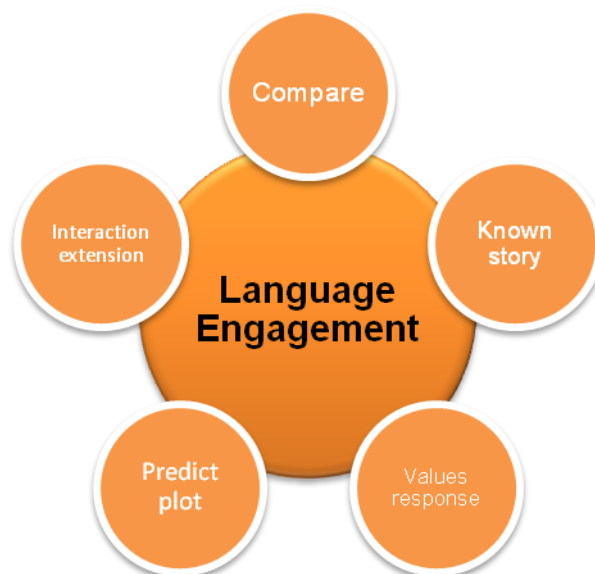 Compare
Interaction
extension
Known
story
Language
Engagement
Predict
plot
Values
response